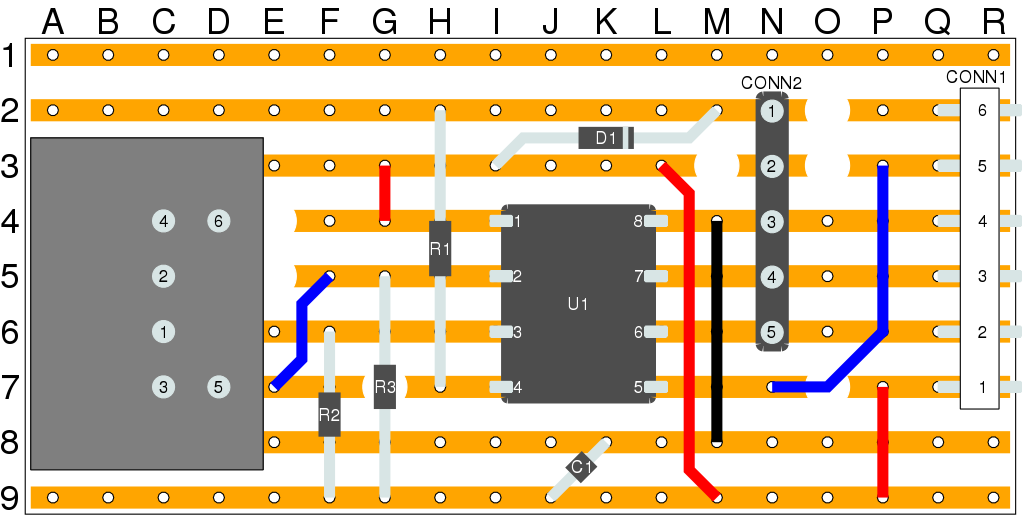 A B C D E F G H I J K L M N O P Q R
1
CONN2 CONN1
2 1 6
D1
3 2 5
4 4 6 1 8 3 4
R1
5 2 2 7 4 3
U1
6 1 3 6 5 2
7 3 5 R3 4 5 1
R2
8
C1
9